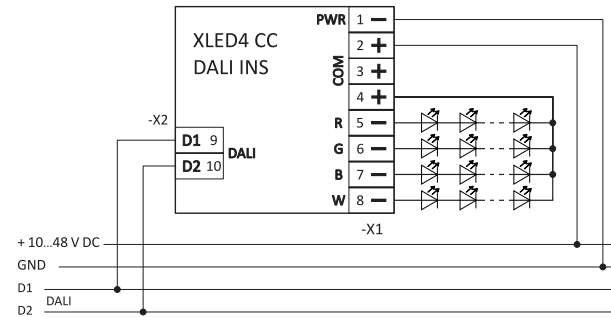 XLED4 CC
DALI INS
PWR 1 −
2 +
COM 3 +
4 +
R 5 −
G 6 −
B 7 −
W 8 −
-X2
D1 9
D2 10
DALI
-X1
+ 10...48 V DC
GND
D1
DALI
D2